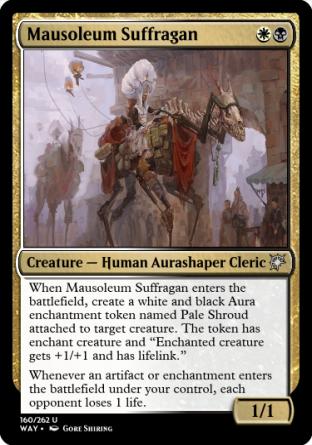 Mausoleum Suffragan
Creature — Human Aurashaper Cleric
When Mausoleum Suffragan enters the
battlefield, create a white and black Aura
enchantment token named Pale Shroud
attached to target creature. The token has
enchant creature and “Enchanted creature
gets +1/+1 and has lifelink.”
Whenever an artifact or enchantment enters
the battlefield under your control, each
opponent loses 1 life.
1/1
160/262 U
WAY • Gore Shiring